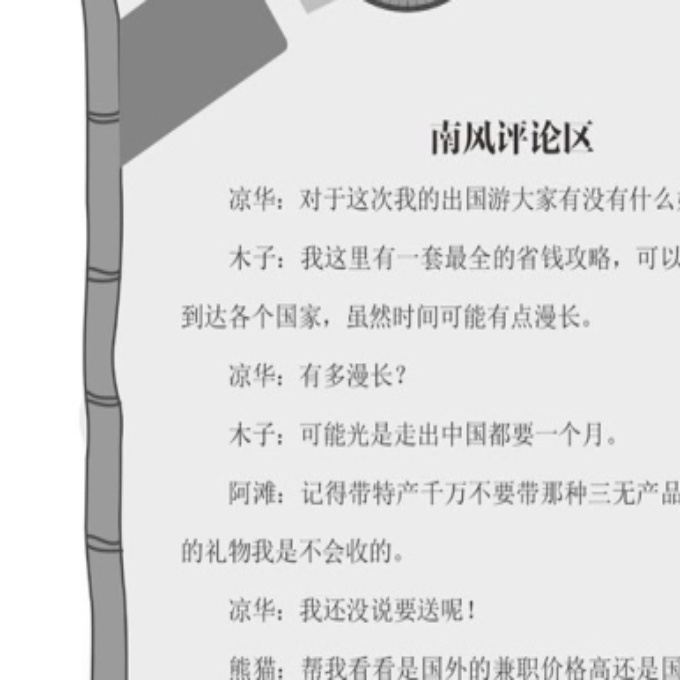 南风评论区
凉华：对于这次我的出国游大家有没有什么
木子：我这里有一套最全的省钱攻略，可以
到达各个国家，虽然时间可能有点漫长。
凉华：有多漫长？
木子：可能光是走出中国都要一个月。
阿滩：记得带特产千万不要带那种三无产品
的礼物我是不会收的。
凉华：我还没说要送呢！
熊猫：帮我看看是国外的兼职价格高还是国